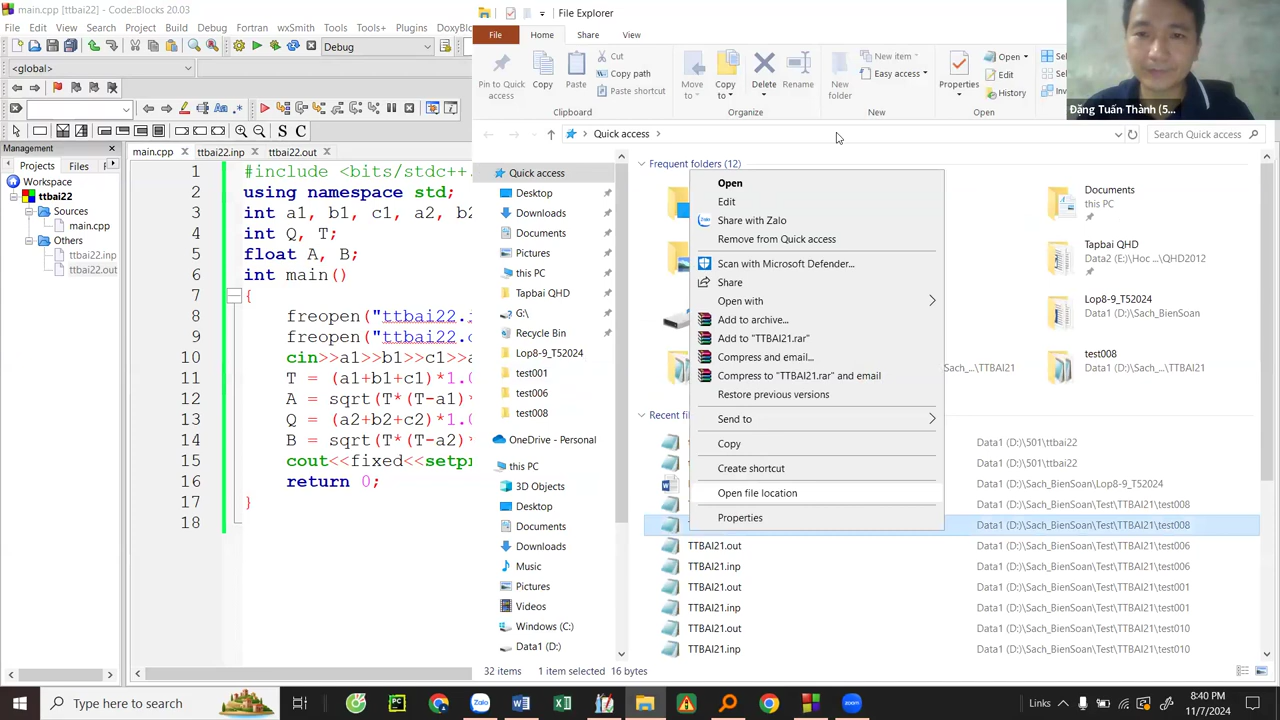 main.cpp [ttbai22] - Code::Blocks 20.03
File Edit View Search Project Build Debug Fortran wxSmith Tools Tools+ Plugins DoxyBlo
Debug
<global>
Management
Projects Files
Workspace
ttbai22
Sources
main.cpp
Others
ttbai22.inp
ttbai22.out
main.cpp ttbai22.inp ttbai22.out
1 #include <bits/stdc++.
2 using namespace std;
3 int a1, b1, c1, a2, b2
4 int Q, T;
5 float A, B;
6 int main()
7 {
8 freopen("ttbai22.i
9 freopen("ttbai22.o
10 cin>>a1>>b1>>c1>>a
11 T = (a1+b1+c1)*1.0
12 A = sqrt(T*(T-a1)*
13 Q = (a2+b2+c2)*1.0
14 B = sqrt(T*(T-a2)*
15 cout<<fixed<<setpr
16 return 0;
17 }
18
File Explorer
File Home Share View
Pin to Quick access
Copy
Paste
Cut
Copy path
Paste shortcut
Clipboard
Move to
Copy to
Delete
Rename
Organize
New folder
New item
Easy access
New
Properties
Open
Edit
History
Open
Sel
Se
Inv
Đặng Tuấn Thành (5...
Quick access
Search Quick access
Quick access
Desktop
Downloads
Documents
Pictures
this PC
Tapbai QHD
G:\
Recycle Bin
Lop8-9_T52024
test001
test006
test008
OneDrive - Personal
this PC
3D Objects
Desktop
Documents
Downloads
Music
Pictures
Videos
Windows (C:)
Data1 (D:)
Frequent folders (12)
Documents
this PC
Tapbai QHD
Data2 (E:)\Hoc ...\QHD2012
Lop8-9_T52024
Data1 (D:)\Sach_BienSoan
test008
Data1 (D:)\Sach_B...\TTBAI21
h_B...\TTBAI21
Open
Edit
Share with Zalo
Remove from Quick access
Scan with Microsoft Defender...
Share
Open with
Add to archive...
Add to "TTBAI21.rar"
Compress and email...
Compress to "TTBAI21.rar" and email
Restore previous versions
Send to
Copy
Create shortcut
Open file location
Properties
Recent fil
Data1 (D:)\501\ttbai22
Data1 (D:)\501\ttbai22
Data1 (D:)\Sach_BienSoan\Lop8-9_T52024
Data1 (D:)\Sach_BienSoan\Test\TTBAI21\test008
Data1 (D:)\Sach_BienSoan\Test\TTBAI21\test008
TTBAI21.out Data1 (D:)\Sach_BienSoan\Test\TTBAI21\test006
TTBAI21.inp Data1 (D:)\Sach_BienSoan\Test\TTBAI21\test006
TTBAI21.out Data1 (D:)\Sach_BienSoan\Test\TTBAI21\test001
TTBAI21.inp Data1 (D:)\Sach_BienSoan\Test\TTBAI21\test001
TTBAI21.out Data1 (D:)\Sach_BienSoan\Test\TTBAI21\test010
TTBAI21.inp Data1 (D:)\Sach_BienSoan\Test\TTBAI21\test010
32 items 1 item selected 16 bytes
Type here to search
Links
8:40 PM
11/7/2024